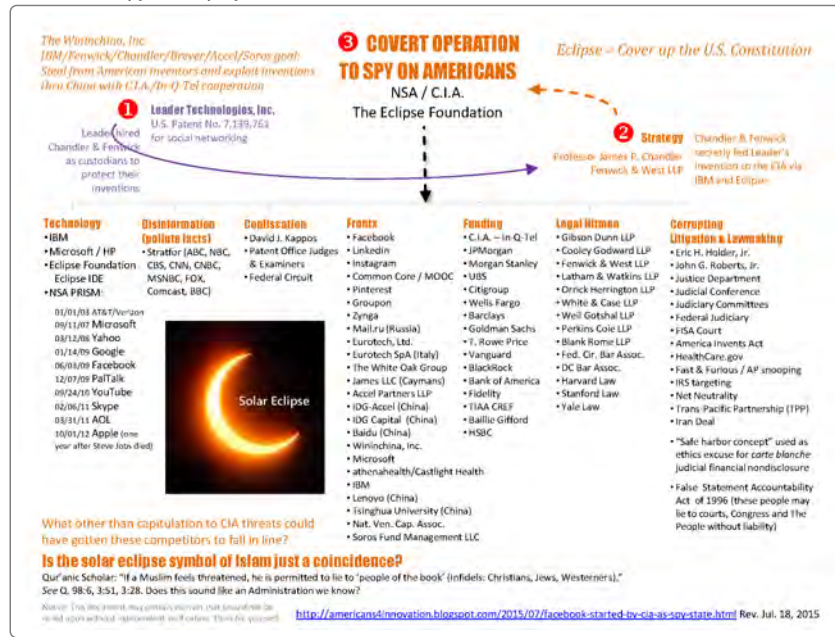 The Wininchina, Inc
IBM/Fenwick/Chandler/Breyer/Accel/Soros goal:
Steal from American inventors and exploit inventions
thru China with C.I.A./In-Q-Tel cooperation
3 COVERT OPERATION
TO SPY ON AMERICANS
NSA / C.I.A.
The Eclipse Foundation
Eclipse = Cover up the U.S. Constitution
1 Leader Technologies, Inc.
U.S. Patent No. 7,139,761
for social networking
Leader hired
Chandler & Fenwick
as custodians to
protect their
inventions
2 Strategy
Professor James P. Chandler
Fenwick & West LLP
Chandler & Fenwick
secretly fed Leader's
invention to the CIA via
IBM and Eclipse
Technology
• IBM
• Microsoft / HP
• Eclipse Foundation
Eclipse IDE
• NSA PRISM:
01/01/03 AT&T/Verizon
09/11/07 Microsoft
03/12/08 Yahoo
01/14/09 Google
06/03/09 Facebook
12/07/09 PalTalk
09/24/10 YouTube
02/06/11 Skype
03/31/11 AOL
10/01/12 Apple (one
year after Steve Jobs died)
Disinformation
(pollute facts)
• Stratfor (ABC, NBC,
CBS, CNN, CNBC,
MSNBC, FOX,
Comcast, BBC)
Confiscation
• David J. Kappos
• Patent Office Judges
& Examiners
• Federal Circuit
Solar Eclipse
Fronts
• Facebook
• LinkedIn
• Instagram
• Common Core / MOOC
• Pinterest
• Groupon
• Zynga
• Mail.ru (Russia)
• Eurotech, Ltd.
• Eurotech SpA (Italy)
• The White Oak Group
• James LLC (Caymans)
• Accel Partners LLP
• IDG-Accel (China)
• IDG Capital (China)
• Baidu (China)
• Wininchina, Inc.
• Microsoft
• athenahealth/Castlight Health
• IBM
• Lenovo (China)
• Tsinghua University (China)
• Nat. Ven. Cap. Assoc.
• Soros Fund Management LLC
Funding
• C.I.A. – In-Q-Tel
• JPMorgan
• Morgan Stanley
• UBS
• Citigroup
• Wells Fargo
• Barclays
• Goldman Sachs
• T. Rowe Price
• Vanguard
• BlackRock
• Bank of America
• Fidelity
• TIAA CREF
• Baillie Gifford
• HSBC
Legal Hitmen
• Gibson Dunn LLP
• Cooley Godward LLP
• Fenwick & West LLP
• Latham & Watkins LLP
• Orrick Herrington LLP
• White & Case LLP
• Weil Gotshal LLP
• Perkins Coie LLP
• Blank Rome LLP
• Fed. Cir. Bar Assoc.
• DC Bar Assoc.
• Harvard Law
• Stanford Law
• Yale Law
Corrupting
Litigation & Lawmaking
• Eric H. Holder, Jr.
• John G. Roberts, Jr.
• Justice Department
• Judicial Conference
• Judiciary Committees
• Federal Judiciary
• FISA Court
• America Invents Act
• HealthCare.gov
• Fast & Furious / AP snooping
• IRS targeting
• Net Neutrality
• Trans-Pacific Partnership (TPP)
• Iran Deal
• "Safe harbor concept" used as
ethics excuse for carte blanche
judicial financial nondisclosure
• False Statement Accountability
Act of 1996 (these people may
lie to courts, Congress and The
People without liability)
What other than capitulation to CIA threats could
have gotten these competitors to fall in line?
Is the solar eclipse symbol of Islam just a coincidence?
Qur'anic Scholar: "If a Muslim feels threatened, he is permitted to lie to 'people of the book' (Infidels: Christians, Jews, Westerners)."
See Q. 98:6, 3:51, 3:28. Does this sound like an Administration we know?
http://americans4innovation.blogspot.com/2015/07/facebook-started-by-cia-as-spy-state.html Rev. Jul. 18, 2015